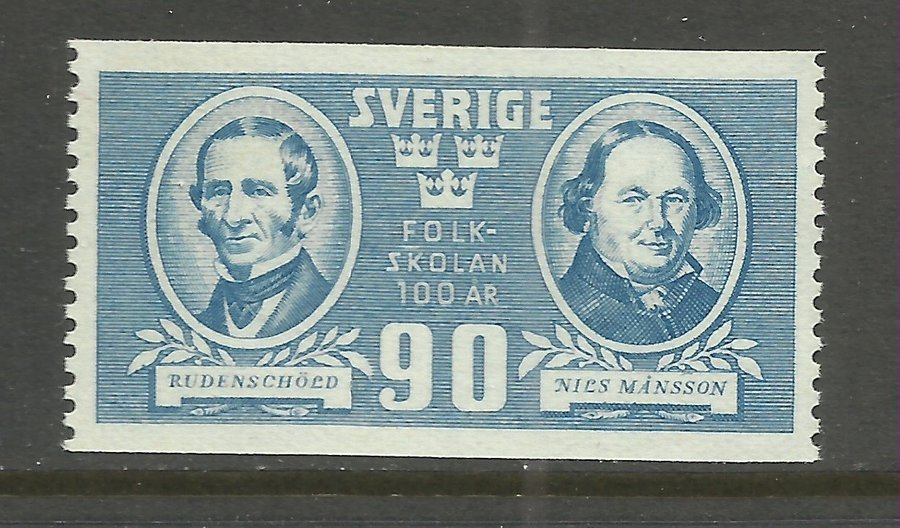 SVERIGE
FOLK-
SKOLAN
100 ÅR
90
RUDENSCHÖLD
NILS MÅNSSON